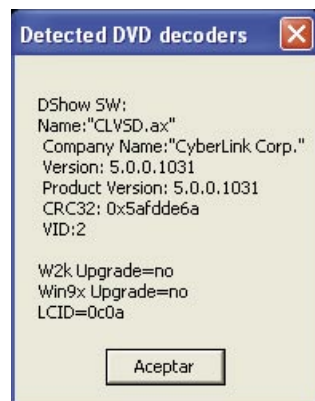 Detected DVD decoders
DShow SW:
Name:"CLVSD.ax"
Company Name:"CyberLink Corp."
Version: 5.0.0.1031
Product Version: 5.0.0.1031
CRC32: 0x5afdde6a
VID:2
W2k Upgrade=no
Win9x Upgrade=no
LCID=0c0a
Aceptar